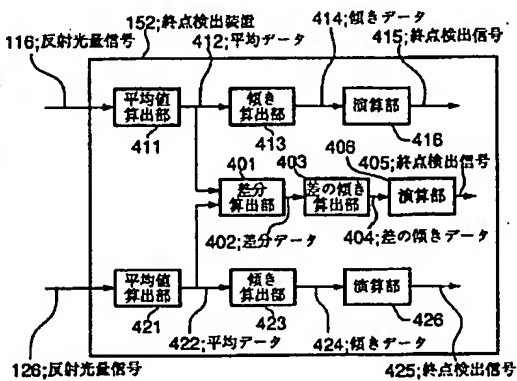 152;終点検出装置
412;平均データ
414;傾きデータ
415;終点検出信号
116;反射光量信号
平均値
算出部
411
傾き
算出部
413
演算部
416
401
403
406
405;終点検出信号
差分
算出部
差の傾き
算出部
演算部
402;差分データ
404;差の傾きデータ
平均値
算出部
421
傾き
算出部
423
演算部
426
422;平均データ
424;傾きデータ
126;反射光量信号
425;終点検出信号